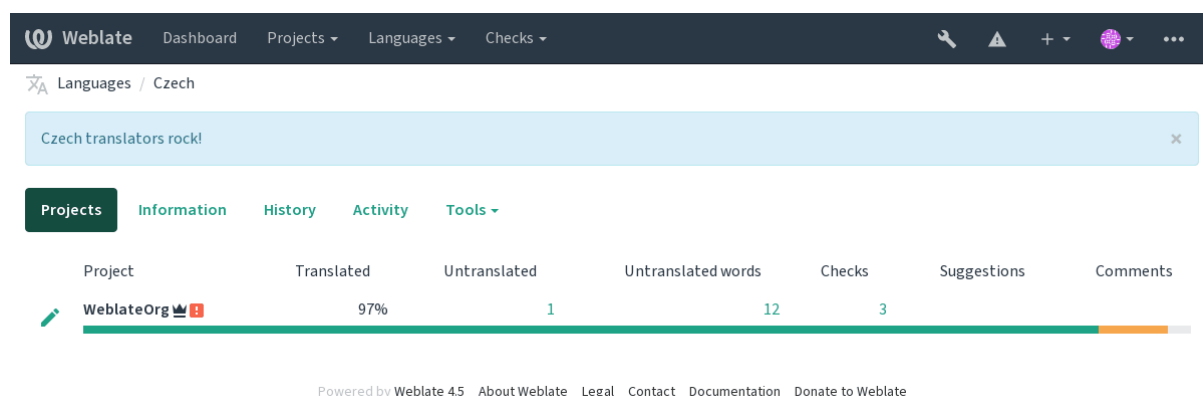 Weblate Dashboard Projects Languages Checks
Languages / Czech
Czech translators rock!
Projects Information History Activity Tools
Project Translated Untranslated Untranslated words Checks Suggestions Comments
WeblateOrg 97% 1 12 3
Powered by Weblate 4.5 About Weblate Legal Contact Documentation Donate to Weblate